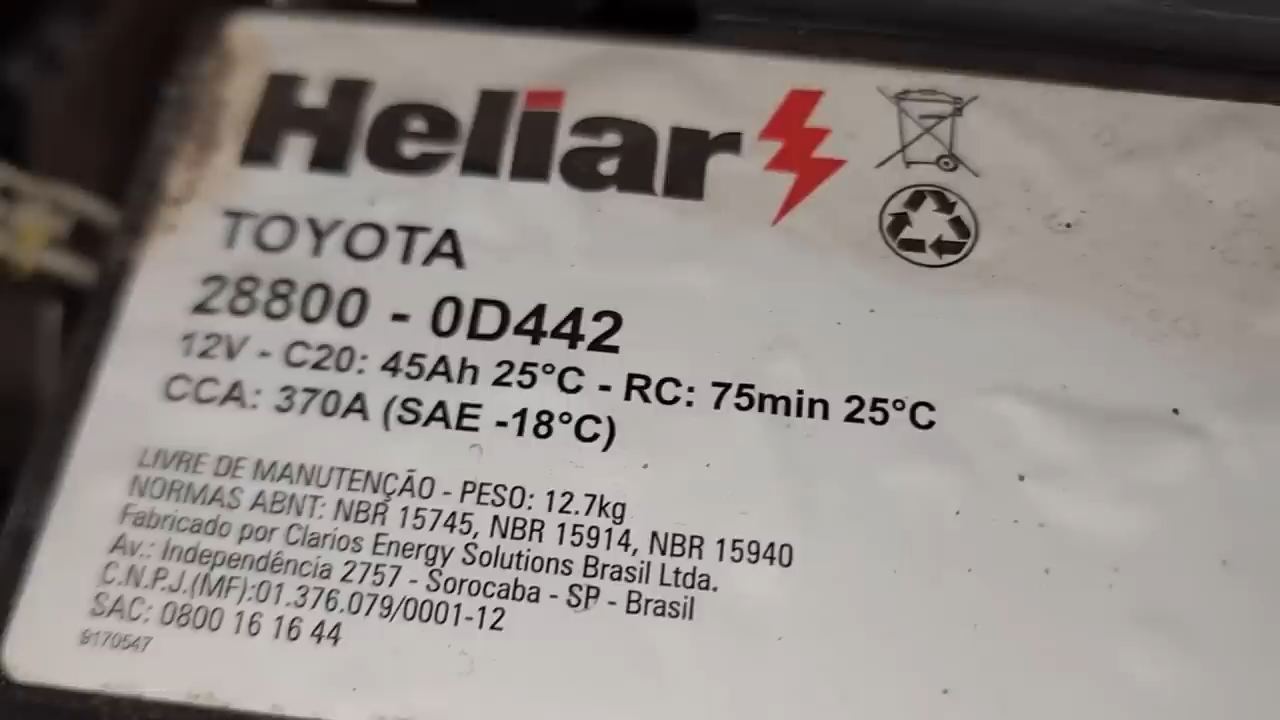 Heliar
TOYOTA
28800 - 0D442
12V - C20: 45Ah 25°C - RC: 75min 25°C
CCA: 370A (SAE -18°C)
LIVRE DE MANUTENÇÃO - PESO: 12.7kg
NORMAS ABNT: NBR 15745, NBR 15914, NBR 15940
Fabricado por Clarios Energy Solutions Brasil Ltda.
Av.: Independência 2757 - Sorocaba - SP - Brasil
C.N.P.J.(MF):01.376.079/0001-12
SAC: 0800 16 16 44
9170547